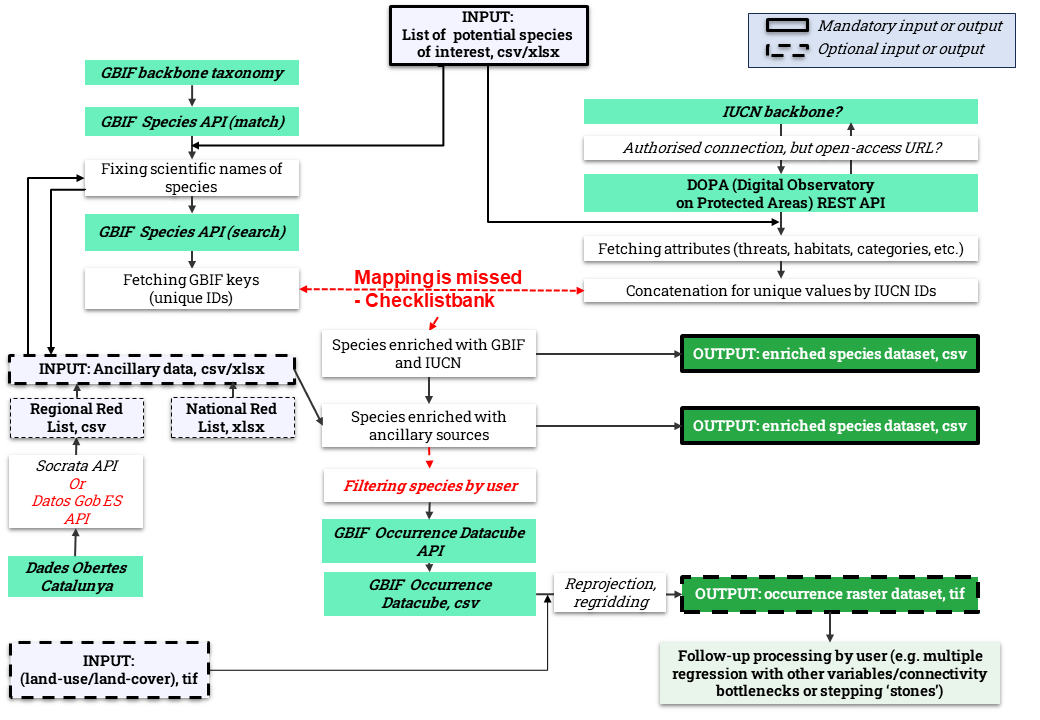 INPUT:
List of potential species
of interest, csv/xlsx
Mandatory input or output
Optional input or output
GBIF backbone taxonomy
GBIF Species API (match)
Fixing scientific names of
species
GBIF Species API (search)
Fetching GBIF keys
(unique IDs)
IUCN backbone?
Authorised connection, but open-access URL?
DOPA (Digital Observatory
on Protected Areas) REST API
Fetching attributes (threats, habitats, categories, etc.)
Concatenation for unique values by IUCN IDs
Mapping is missed
- Checklistbank
Species enriched with GBIF
and IUCN
OUTPUT: enriched species dataset, csv
INPUT: Ancillary data, csv/xlsx
Regional Red
List, csv
National Red
List, xlsx
Species enriched with
ancillary sources
OUTPUT: enriched species dataset, csv
Socrata API
Or
Datos Gob ES
API
Dades Obertes
Catalunya
Filtering species by user
GBIF Occurrence Datacube
API
GBIF Occurrence
Datacube, csv
Reprojection,
regridding
OUTPUT: occurrence raster dataset, tif
INPUT:
(land-use/land-cover), tif
Follow-up processing by user (e.g. multiple
regression with other variables/connectivity
bottlenecks or stepping ‘stones’)